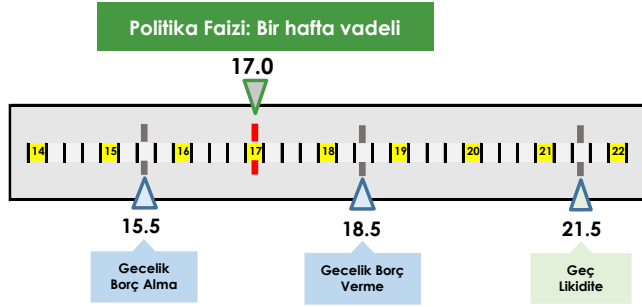 Politika Faizi: Bir hafta vadeli
17.0
14 15 16 17 18 19 20 21 22
15.5 18.5 21.5
Gecelik
Borç Alma
Gecelik Borç
Verme
Geç
Likidite